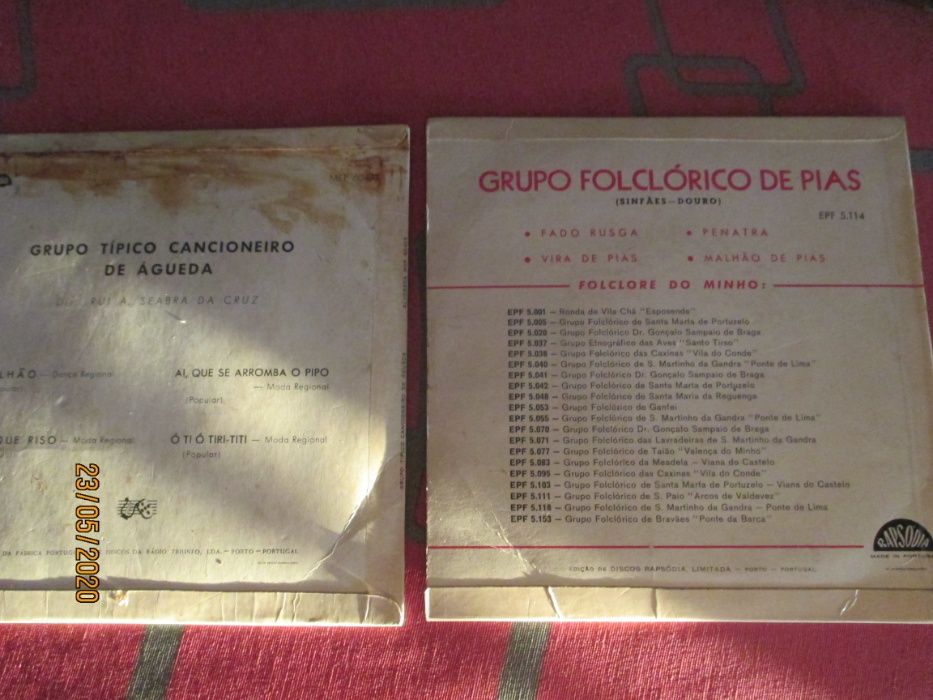 GRUPO TÍPICO CANCIONEIRO
DE ÁGUEDA
RUI A. SEABRA DA CRUZ
LHÃO — Dança Regional
AI, QUE SE ARROMBA O PIPO
— Moda Regional
(Popular)
QUE RISO — Moda Regional
Ó TI Ó TIRI-TITI — Moda Regional
(Popular)
DA FÁBRICA PORTUGUESA DISCOS DA RÁDIO TRIUNFO, LDA. — PORTO — PORTUGAL
23/05/2020
GRUPO FOLCLÓRICO DE PIAS
(SINFÃES — DOURO)
EPF 5.114
• FADO RUSGA • PENATRA
• VIRA DE PIAS • MALHÃO DE PIAS
FOLCLORE DO MINHO:
EPF 5.001 — Ronda de Vila Chã "Esposende"
EPF 5.005 — Grupo Folclórico de Santa Marta de Portuzelo
EPF 5.020 — Grupo Folclórico Dr. Gonçalo Sampaio de Braga
EPF 5.037 — Grupo Etnográfico das Aves "Santo Tirso"
EPF 5.038 — Grupo Folclórico das Caxinas "Vila do Conde"
EPF 5.040 — Grupo Folclórico de S. Martinho da Gandra "Ponte de Lima"
EPF 5.041 — Grupo Folclórico Dr. Gonçalo Sampaio de Braga
EPF 5.042 — Grupo Folclórico de Santa Marta de Portuzelo
EPF 5.048 — Grupo Folclórico de Santa Maria da Reguenga
EPF 5.053 — Grupo Folclórico de Ganfei
EPF 5.055 — Grupo Folclórico de S. Martinho da Gandra "Ponte de Lima"
EPF 5.070 — Grupo Folclórico Dr. Gonçalo Sampaio de Braga
EPF 5.071 — Grupo Folclórico das Lavradeiras de S. Martinho da Gandra
EPF 5.077 — Grupo Folclórico de Taião "Valença do Minho"
EPF 5.083 — Grupo Folclórico da Meadela — Viana do Castelo
EPF 5.095 — Grupo Folclórico das Caxinas "Vila do Conde"
EPF 5.103 — Grupo Folclórico de Santa Marta de Portuzelo — Viana do Castelo
EPF 5.111 — Grupo Folclórico de S. Paio "Arcos de Valdevez"
EPF 5.116 — Grupo Folclórico de S. Martinho da Gandra — Ponte de Lima
EPF 5.153 — Grupo Folclórico de Bravães "Ponte da Barca"
RAPSÓDIA
MADE IN PORTUGAL
EDIÇÃO DE DISCOS RAPSÓDIA, LIMITADA — PORTO — PORTUGAL